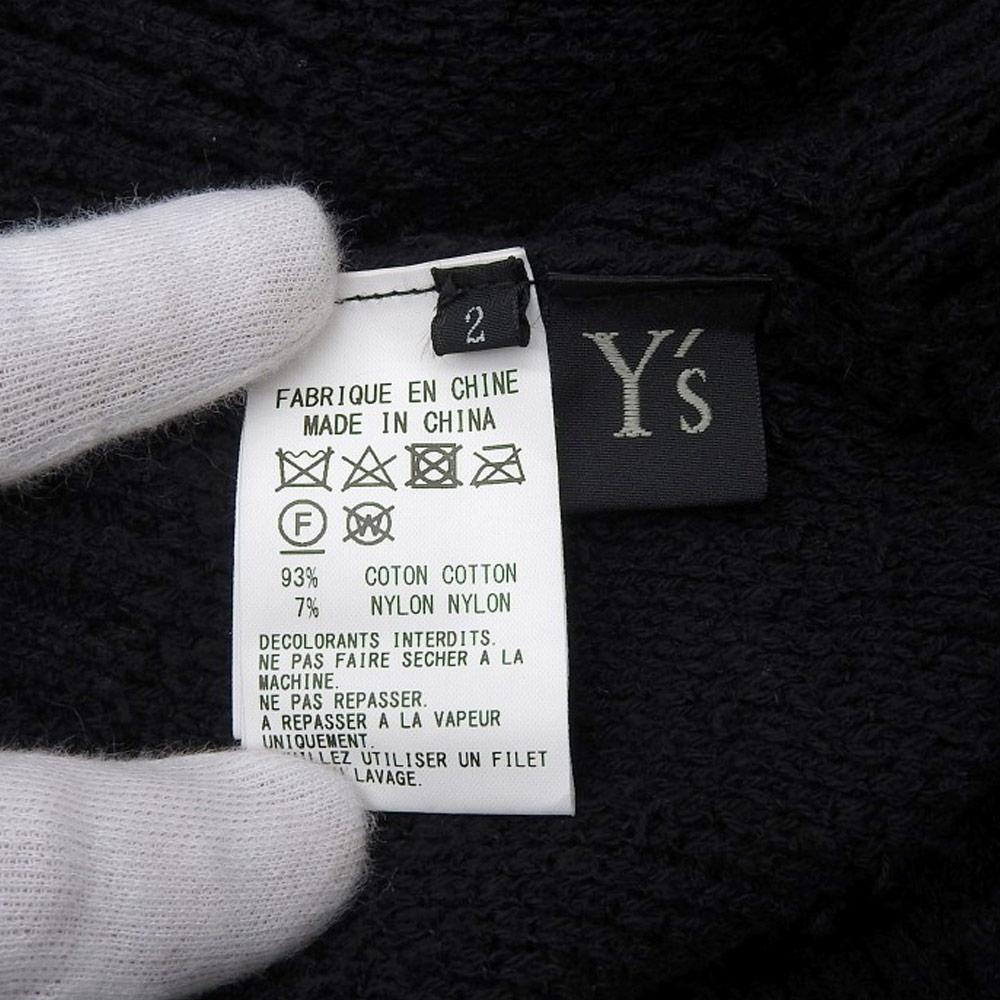 2
Y's
FABRIQUE EN CHINE
MADE IN CHINA
F W
93% COTON COTTON
7% NYLON NYLON
DECOLORANTS INTERDITS.
NE PAS FAIRE SECHER A LA
MACHINE.
NE PAS REPASSER.
A REPASSER A LA VAPEUR
UNIQUEMENT.
UTILISER UN FILET
LAVAGE.